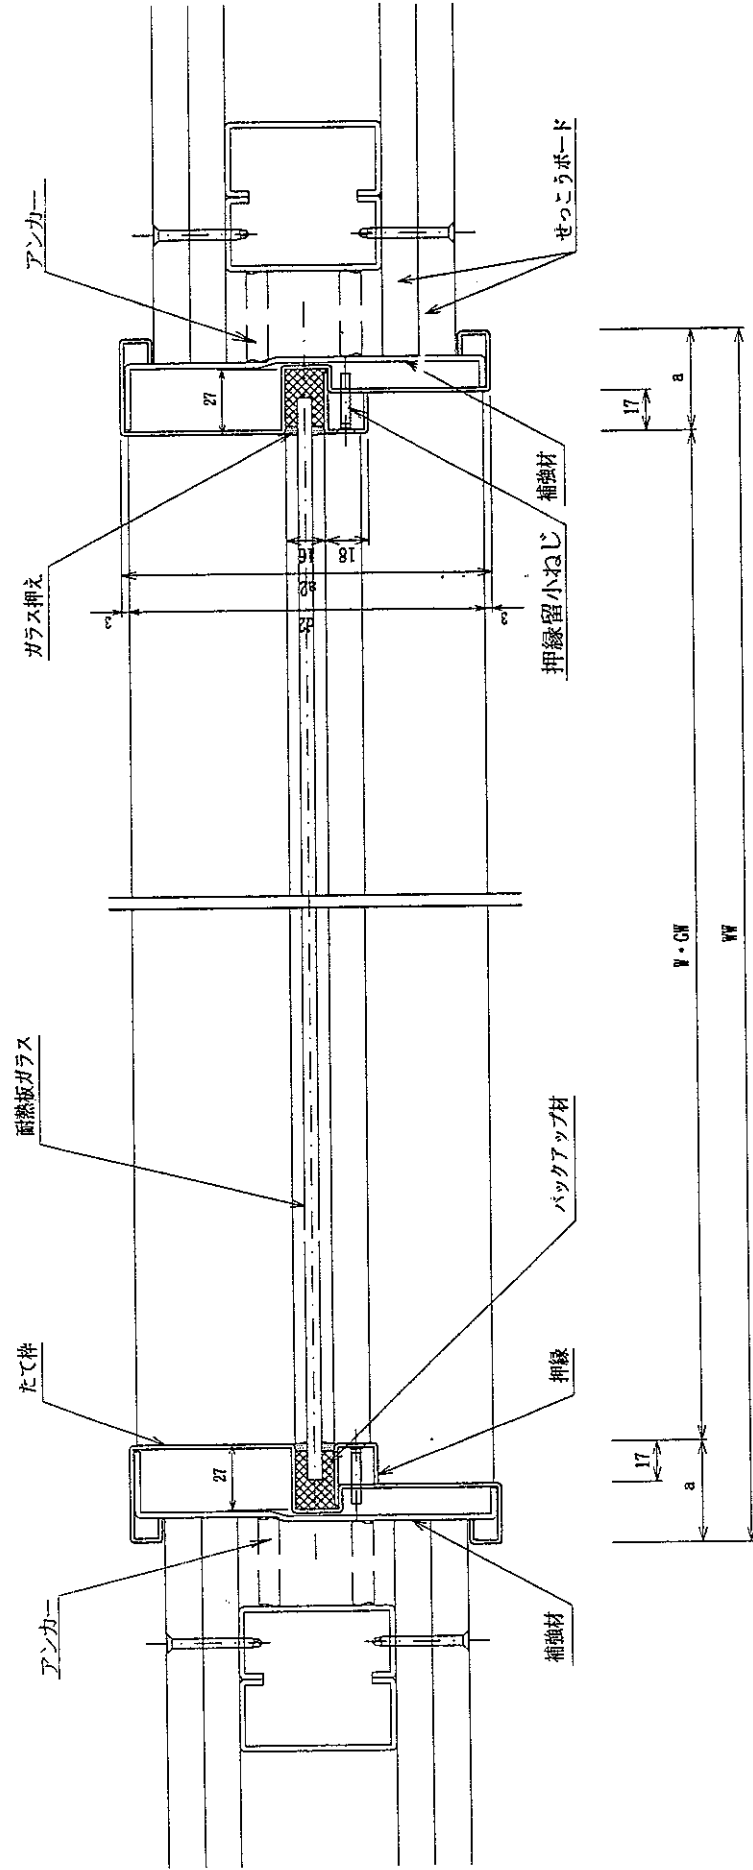 アンカー
たて枠
耐熱板ガラス
ガラス押え
アンカー
27
27
16
18
d2
3
3
補強材
押縁
バックアップ材
押縁留小ねじ
補強材
せっこうボード
17
17
a
a
W・GW
WW